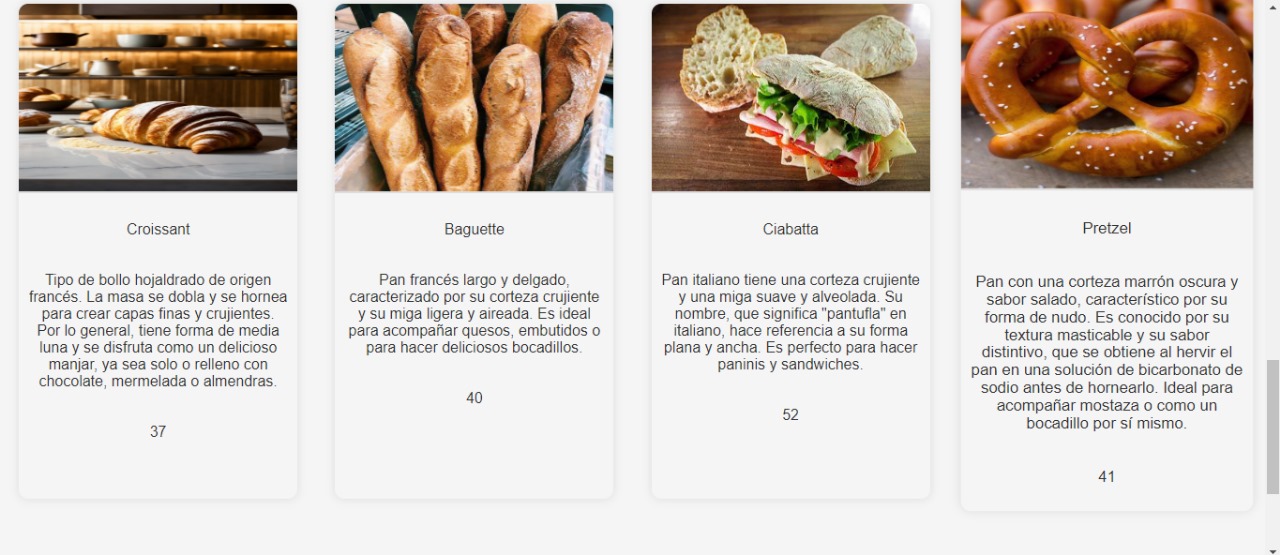 Croissant
Tipo de bollo hojaldrado de origen
francés. La masa se dobla y se hornea
para crear capas finas y crujientes.
Por lo general, tiene forma de media
luna y se disfruta como un delicioso
manjar, ya sea solo o relleno con
chocolate, mermelada o almendras.
37
Baguette
Pan francés largo y delgado,
caracterizado por su corteza crujiente
y su miga ligera y aireada. Es ideal
para acompañar quesos, embutidos o
para hacer deliciosos bocadillos.
40
Ciabatta
Pan italiano tiene una corteza crujiente
y una miga suave y alveolada. Su
nombre, que significa "pantufla" en
italiano, hace referencia a su forma
plana y ancha. Es perfecto para hacer
paninis y sandwiches.
52
Pretzel
Pan con una corteza marrón oscura y
sabor salado, característico por su
forma de nudo. Es conocido por su
textura masticable y su sabor
distintivo, que se obtiene al hervir el
pan en una solución de bicarbonato de
sodio antes de hornearlo. Ideal para
acompañar mostaza o como un
bocadillo por sí mismo.
41